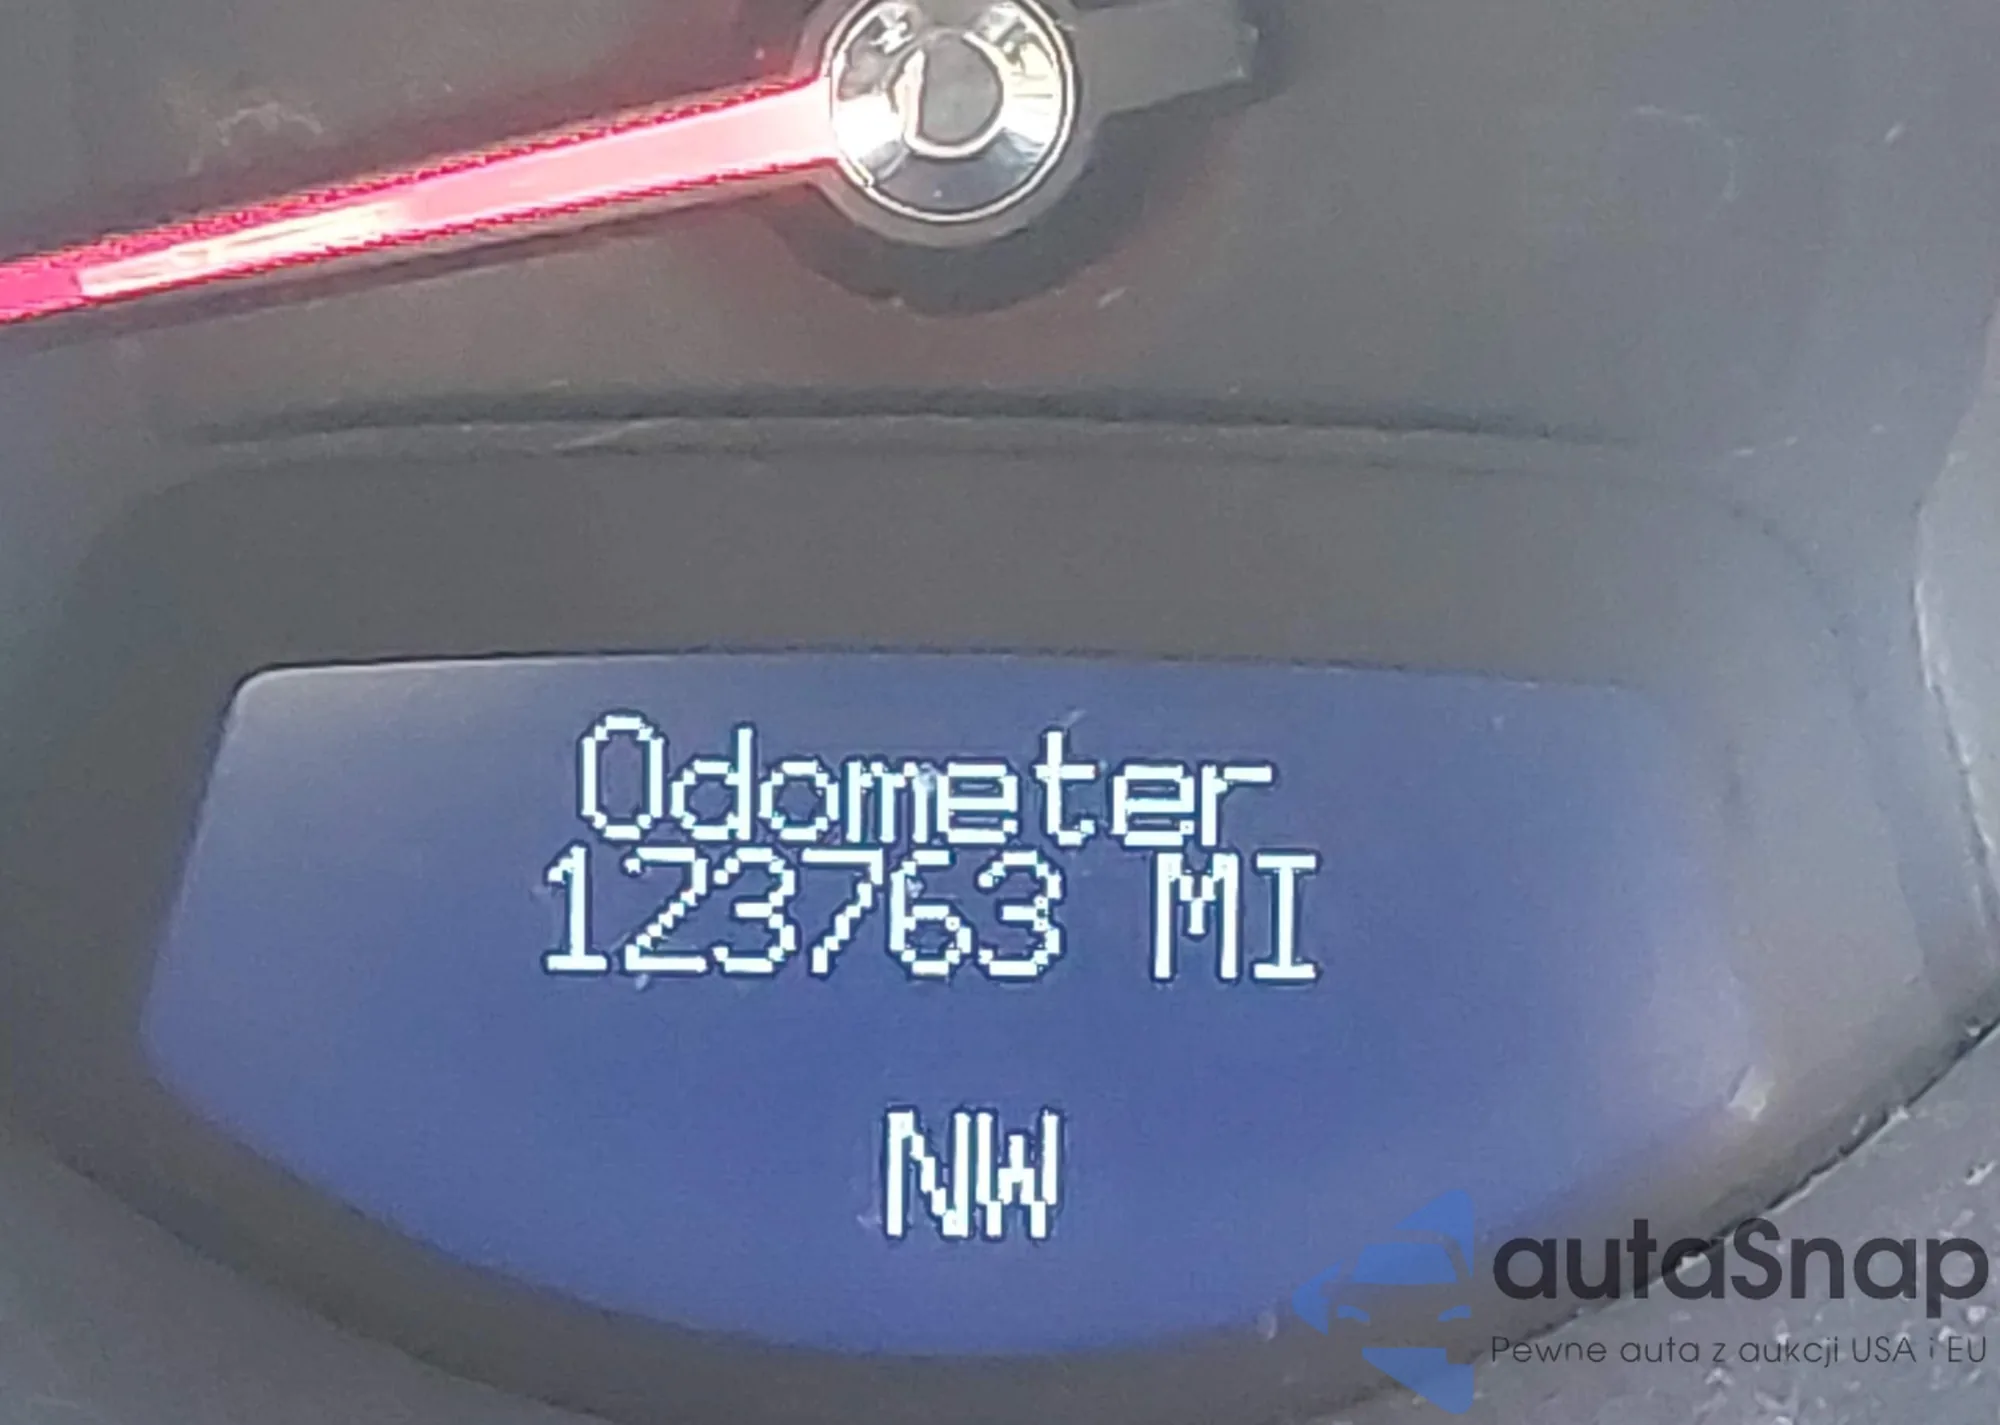 Odometer
123763 MI
NW
autaSnap
Pewne auta z aukcji USA i EU